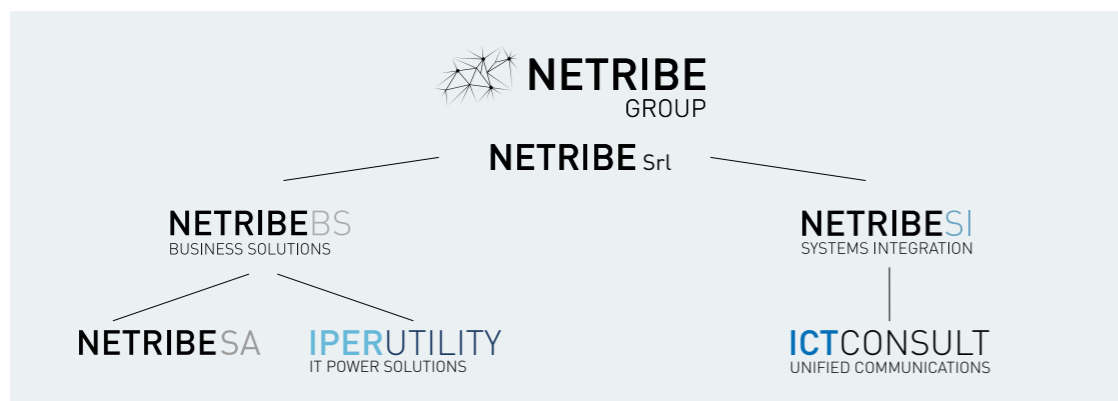 NETRIBE
GROUP
NETRIBE Srl
NETRIBEBS
BUSINESS SOLUTIONS
NETRIBESI
SYSTEMS INTEGRATION
NETRIBESA
IPERUTILITY
IT POWER SOLUTIONS
ICTCONSULT
UNIFIED COMMUNICATIONS